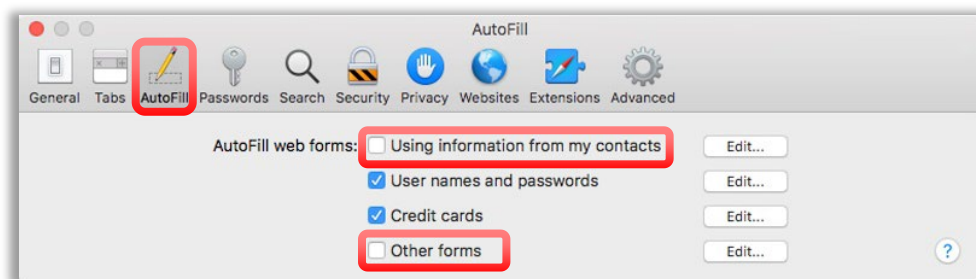 AutoFill
General Tabs AutoFill Passwords Search Security Privacy Websites Extensions Advanced
AutoFill web forms: Using information from my contacts Edit...
User names and passwords Edit...
Credit cards Edit...
Other forms Edit... ?